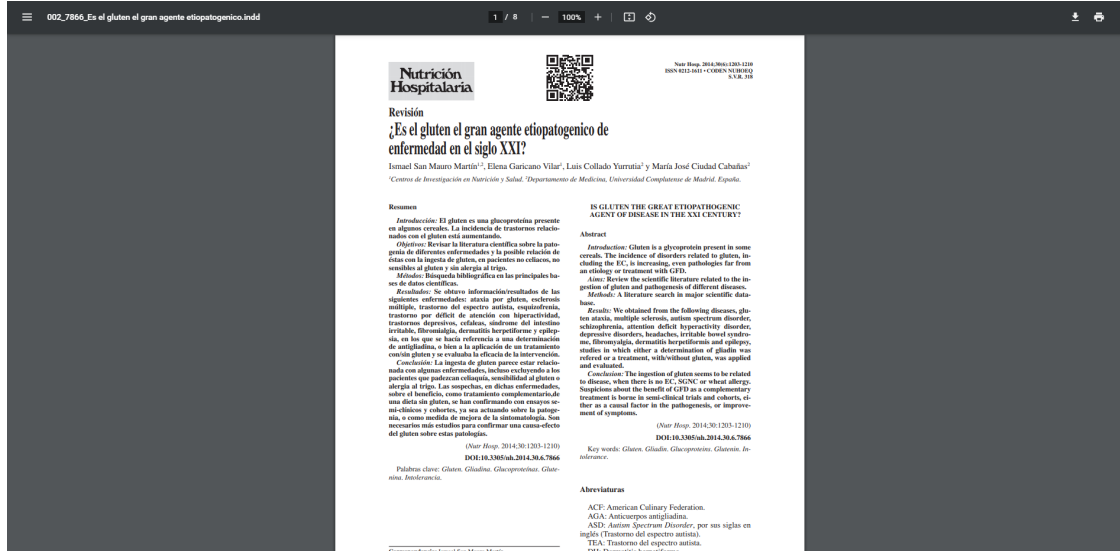 002_7866_Es el gluten el gran agente etiopatogenico.indd
1 / 8
100%
Nutrición
Hospitalaria
Nutr Hosp. 2014;30(6):1203-1210
ISSN 0212-1611 • CODEN NUHOEQ
S.V.R. 318
Revisión
¿Es el gluten el gran agente etiopatogenico de
enfermedad en el siglo XXI?
Ismael San Mauro Martín1,2, Elena Garicano Vilar1, Luis Collado Yurrutia2 y María José Ciudad Cabañas2
1Centros de Investigación en Nutrición y Salud. 2Departamento de Medicina, Universidad Complutense de Madrid. España.
Resumen
Introducción: El gluten es una glucoproteína presente
en algunos cereales. La incidencia de trastornos relacio-
nados con el gluten está aumentando.
Objetivos: Revisar la literatura científica sobre la pato-
genia de diferentes enfermedades y la posible relación de
éstas con la ingesta de gluten, en pacientes no celiacos, no
sensibles al gluten y sin alergia al trigo.
Métodos: Búsqueda bibliográfica en las principales ba-
ses de datos científicas.
Resultados: Se obtuvo información/resultados de las
siguientes enfermedades: ataxia por gluten, esclerosis
múltiple, trastorno del espectro autista, esquizofrenia,
trastorno por déficit de atención con hiperactividad,
trastornos depresivos, cefaleas, síndrome del intestino
irritable, fibromialgia, dermatitis herpetiforme y epilep-
sia, en los que se hacía referencia a una determinación
de antigliadina, o bien a la aplicación de un tratamiento
con/sin gluten y se evaluaba la eficacia de la intervención.
Conclusión: La ingesta de gluten parece estar relacio-
nada con algunas enfermedades, incluso excluyendo a los
pacientes que padezcan celiaquía, sensibilidad al gluten o
alergia al trigo. Las sospechas, en dichas enfermedades,
sobre el beneficio, como tratamiento complementario,de
una dieta sin gluten, se han confirmado con ensayos se-
mi-clínicos y cohortes, ya sea actuando sobre la patoge-
nia, o como medida de mejora de la sintomatología. Son
necesarios más estudios para confirmar una causa-efecto
del gluten sobre estas patologías.
(Nutr Hosp. 2014;30:1203-1210)
DOI:10.3305/nh.2014.30.6.7866
Palabras clave: Gluten. Gliadina. Glucoproteínas. Glute-
nina. Intolerancia.
IS GLUTEN THE GREAT ETIOPATHOGENIC
AGENT OF DISEASE IN THE XXI CENTURY?
Abstract
Introduction: Gluten is a glycoprotein present in some
cereals. The incidence of disorders related to gluten, in-
cluding the EC, is increasing, even pathologies far from
an etiology or treatment with GFD.
Aims: Review the scientific literature related to the in-
gestion of gluten and pathogenesis of different diseases.
Methods: A literature search in major scientific data-
base.
Results: We obtained from the following diseases, glu-
ten ataxia, multiple sclerosis, autism spectrum disorder,
schizophrenia, attention deficit hyperactivity disorder,
depressive disorders, headaches, irritable bowel syndro-
me, fibromyalgia, dermatitis herpetiformis and epilepsy,
studies in which either a determination of gliadin was
refered or a treatment, with/without gluten, was applied
and evaluated.
Conclusion: The ingestion of gluten seems to be related
to disease, when there is no EC, SGNC or wheat allergy.
Suspicions about the benefit of GFD as a complementary
treatment is borne in semi-clinical trials and cohorts, ei-
ther as a causal factor in the pathogenesis, or improve-
ment of symptoms.
(Nutr Hosp. 2014;30:1203-1210)
DOI:10.3305/nh.2014.30.6.7866
Key words: Gluten. Gliadin. Glucoproteins. Glutenin. In-
tolerance.
Abreviaturas
ACF: American Culinary Federation.
AGA: Anticuerpos antigliadina.
ASD: Autism Spectrum Disorder, por sus siglas en
inglés (Trastorno del espectro autista).
TEA: Trastorno del espectro autista.